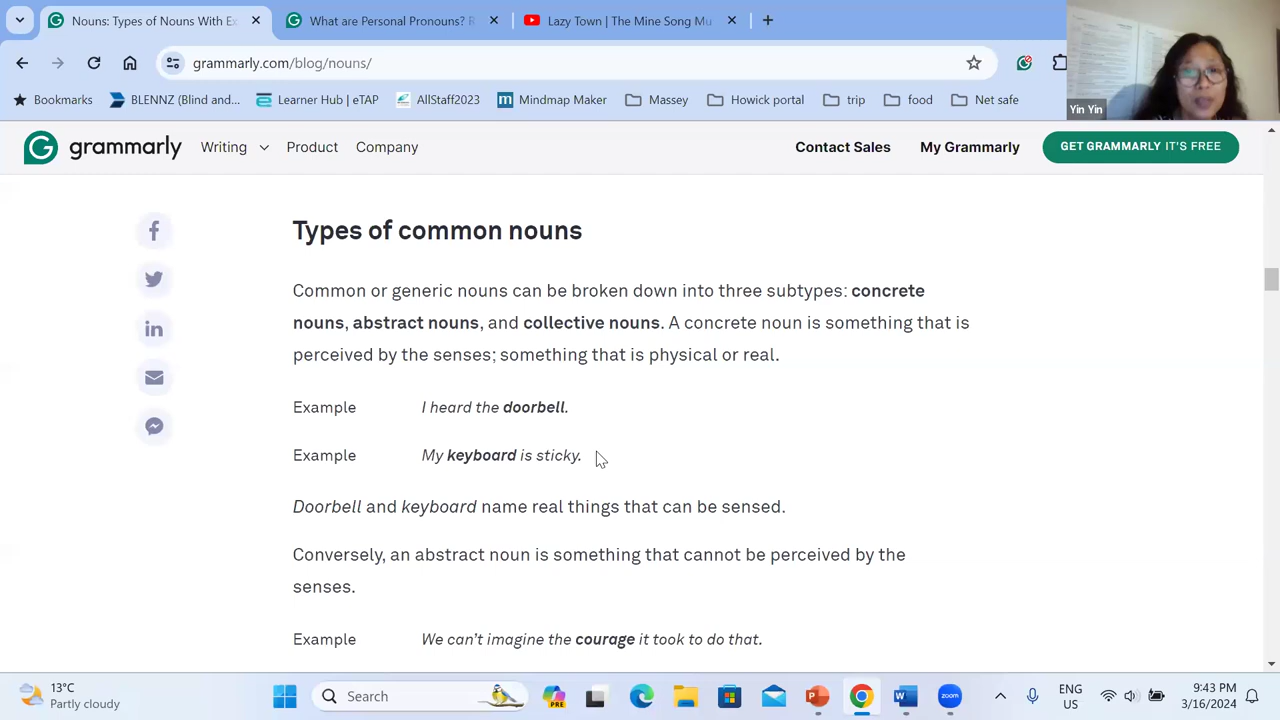 Nouns: Types of Nouns With Ex
What are Personal Pronouns? R
Lazy Town | The Mine Song Mu
grammarly.com/blog/nouns/
Bookmarks
BLENNZ (Blind and...
Learner Hub | eTAP
AllStaff2023
Mindmap Maker
Massey
Howick portal
trip
food
Net safe
Yin Yin
grammarly
Writing
Product
Company
Contact Sales
My Grammarly
GET GRAMMARLY IT'S FREE
Types of common nouns
Common or generic nouns can be broken down into three subtypes: concrete
nouns, abstract nouns, and collective nouns. A concrete noun is something that is
perceived by the senses; something that is physical or real.
Example I heard the doorbell.
Example My keyboard is sticky.
Doorbell and keyboard name real things that can be sensed.
Conversely, an abstract noun is something that cannot be perceived by the
senses.
Example We can't imagine the courage it took to do that.
13°C
Partly cloudy
Search
PRE
zoom
ENG
US
9:43 PM
3/16/2024